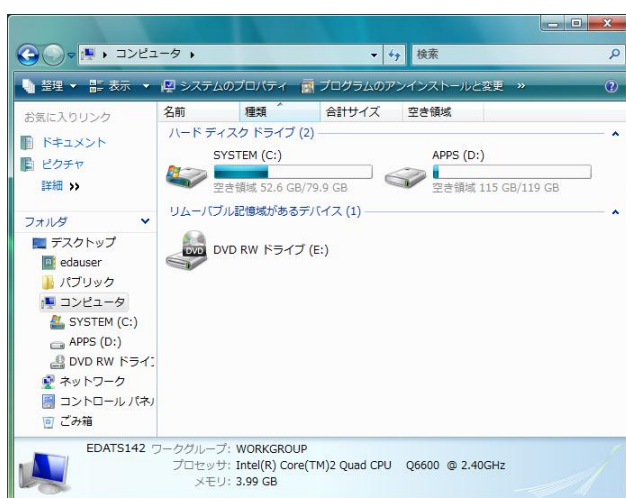 コンピュータ
検索
整理 表示 システムのプロパティ プログラムのアンインストールと変更 »
お気に入りリンク
ドキュメント
ピクチャ
詳細 »
フォルダ
デスクトップ
edauser
パブリック
コンピュータ
SYSTEM (C:)
APPS (D:)
DVD RW ドライ
ネットワーク
コントロール パネ
ごみ箱
名前 種類 合計サイズ 空き領域
ハード ディスク ドライブ (2)
SYSTEM (C:)
空き領域 52.6 GB/79.9 GB
APPS (D:)
空き領域 115 GB/119 GB
リムーバブル記憶域があるデバイス (1)
DVD
DVD RW ドライブ (E:)
EDATS142 ワークグループ: WORKGROUP
プロセッサ: Intel(R) Core(TM)2 Quad CPU Q6600 @ 2.40GHz
メモリ: 3.99 GB